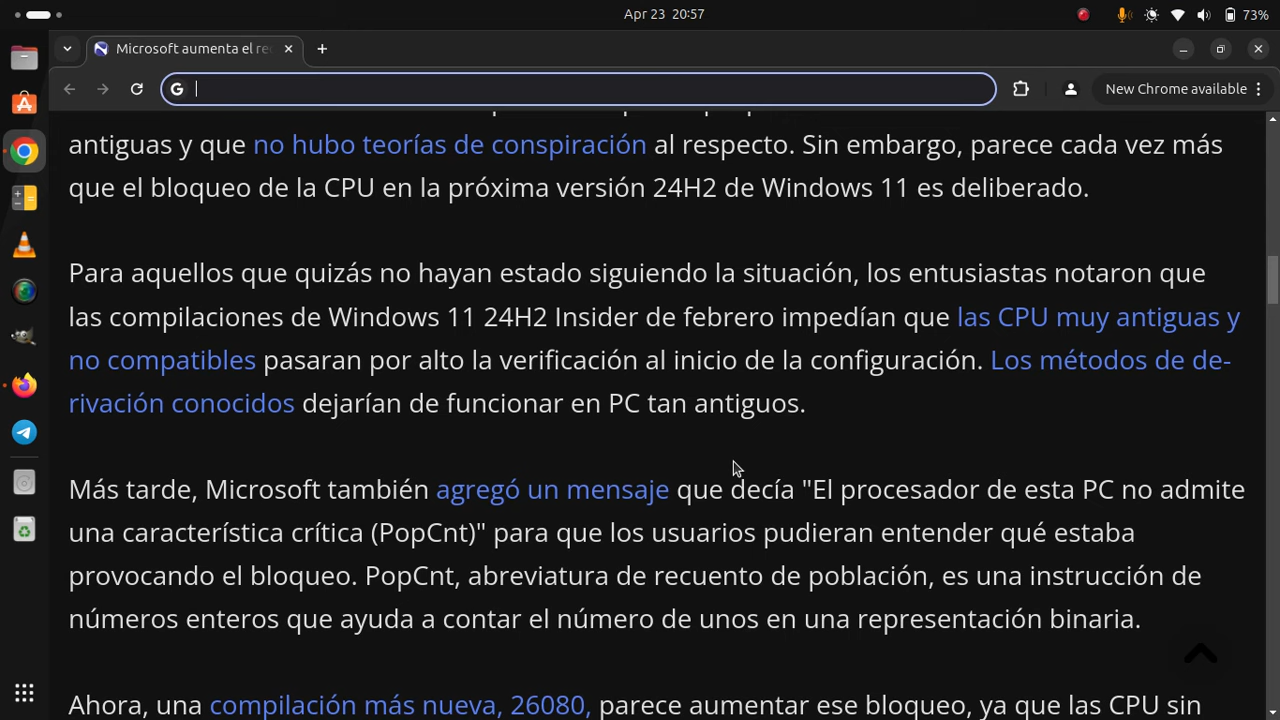 Apr 23 20:57
73%
Microsoft aumenta el re
New Chrome available
antiguas y que no hubo teorías de conspiración al respecto. Sin embargo, parece cada vez más
que el bloqueo de la CPU en la próxima versión 24H2 de Windows 11 es deliberado.
Para aquellos que quizás no hayan estado siguiendo la situación, los entusiastas notaron que
las compilaciones de Windows 11 24H2 Insider de febrero impedían que las CPU muy antiguas y
no compatibles pasaran por alto la verificación al inicio de la configuración. Los métodos de de-
rivación conocidos dejarían de funcionar en PC tan antiguos.
Más tarde, Microsoft también agregó un mensaje que decía "El procesador de esta PC no admite
una característica crítica (PopCnt)" para que los usuarios pudieran entender qué estaba
provocando el bloqueo. PopCnt, abreviatura de recuento de población, es una instrucción de
números enteros que ayuda a contar el número de unos en una representación binaria.
Ahora, una compilación más nueva, 26080, parece aumentar ese bloqueo, ya que las CPU sin